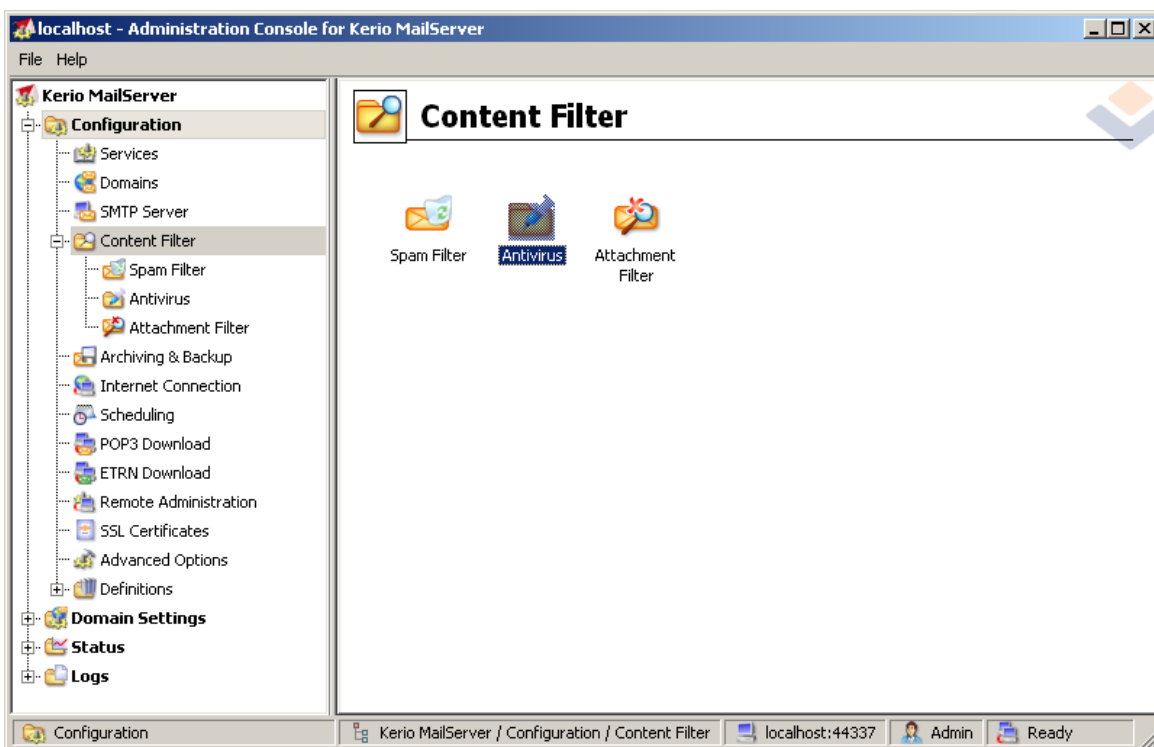 localhost - Administration Console for Kerio MailServer
File Help
Kerio MailServer
Configuration
Services
Domains
SMTP Server
Content Filter
Spam Filter
Antivirus
Attachment Filter
Archiving & Backup
Internet Connection
Scheduling
POP3 Download
ETRN Download
Remote Administration
SSL Certificates
Advanced Options
Definitions
Domain Settings
Status
Logs
Content Filter
Spam Filter
Antivirus
Attachment
Filter
Configuration
Kerio MailServer / Configuration / Content Filter
localhost:44337
Admin
Ready